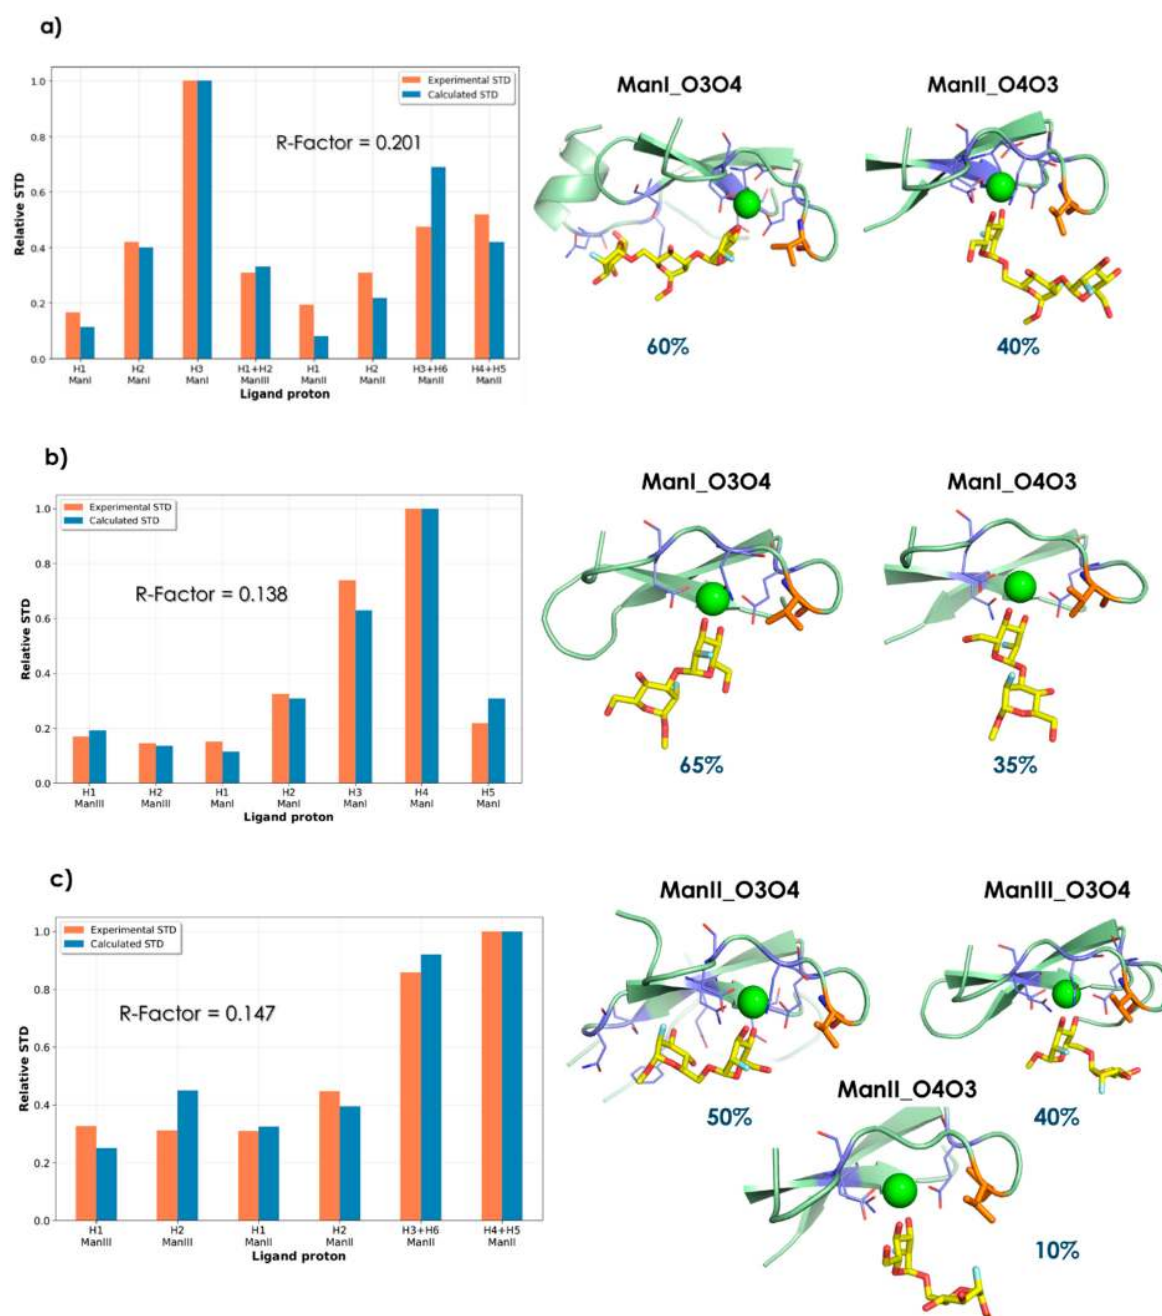 a)
Experimental STD
Calculated STD
R-Factor = 0.201
Relative STD
1.0
0.8
0.6
0.4
0.2
0.0
H1 H2 H3 H1+H2 H1 H2 H3+H6 H4+H5
ManI ManI ManI ManIII ManII ManII ManII ManII
Ligand proton
ManI_O3O4
60%
ManII_O4O3
40%
b)
Experimental STD
Calculated STD
R-Factor = 0.138
Relative STD
1.0
0.8
0.6
0.4
0.2
0.0
H1 H2 H1 H2 H3 H4 H5
ManIII ManIII ManI ManI ManI ManI ManI
Ligand proton
ManI_O3O4
65%
ManI_O4O3
35%
c)
Experimental STD
Calculated STD
R-Factor = 0.147
Relative STD
1.0
0.8
0.6
0.4
0.2
0.0
H1 H2 H1 H2 H3+H6 H4+H5
ManIII ManIII ManII ManII ManII ManII
Ligand proton
ManII_O3O4
50%
ManIII_O3O4
40%
ManII_O4O3
10%